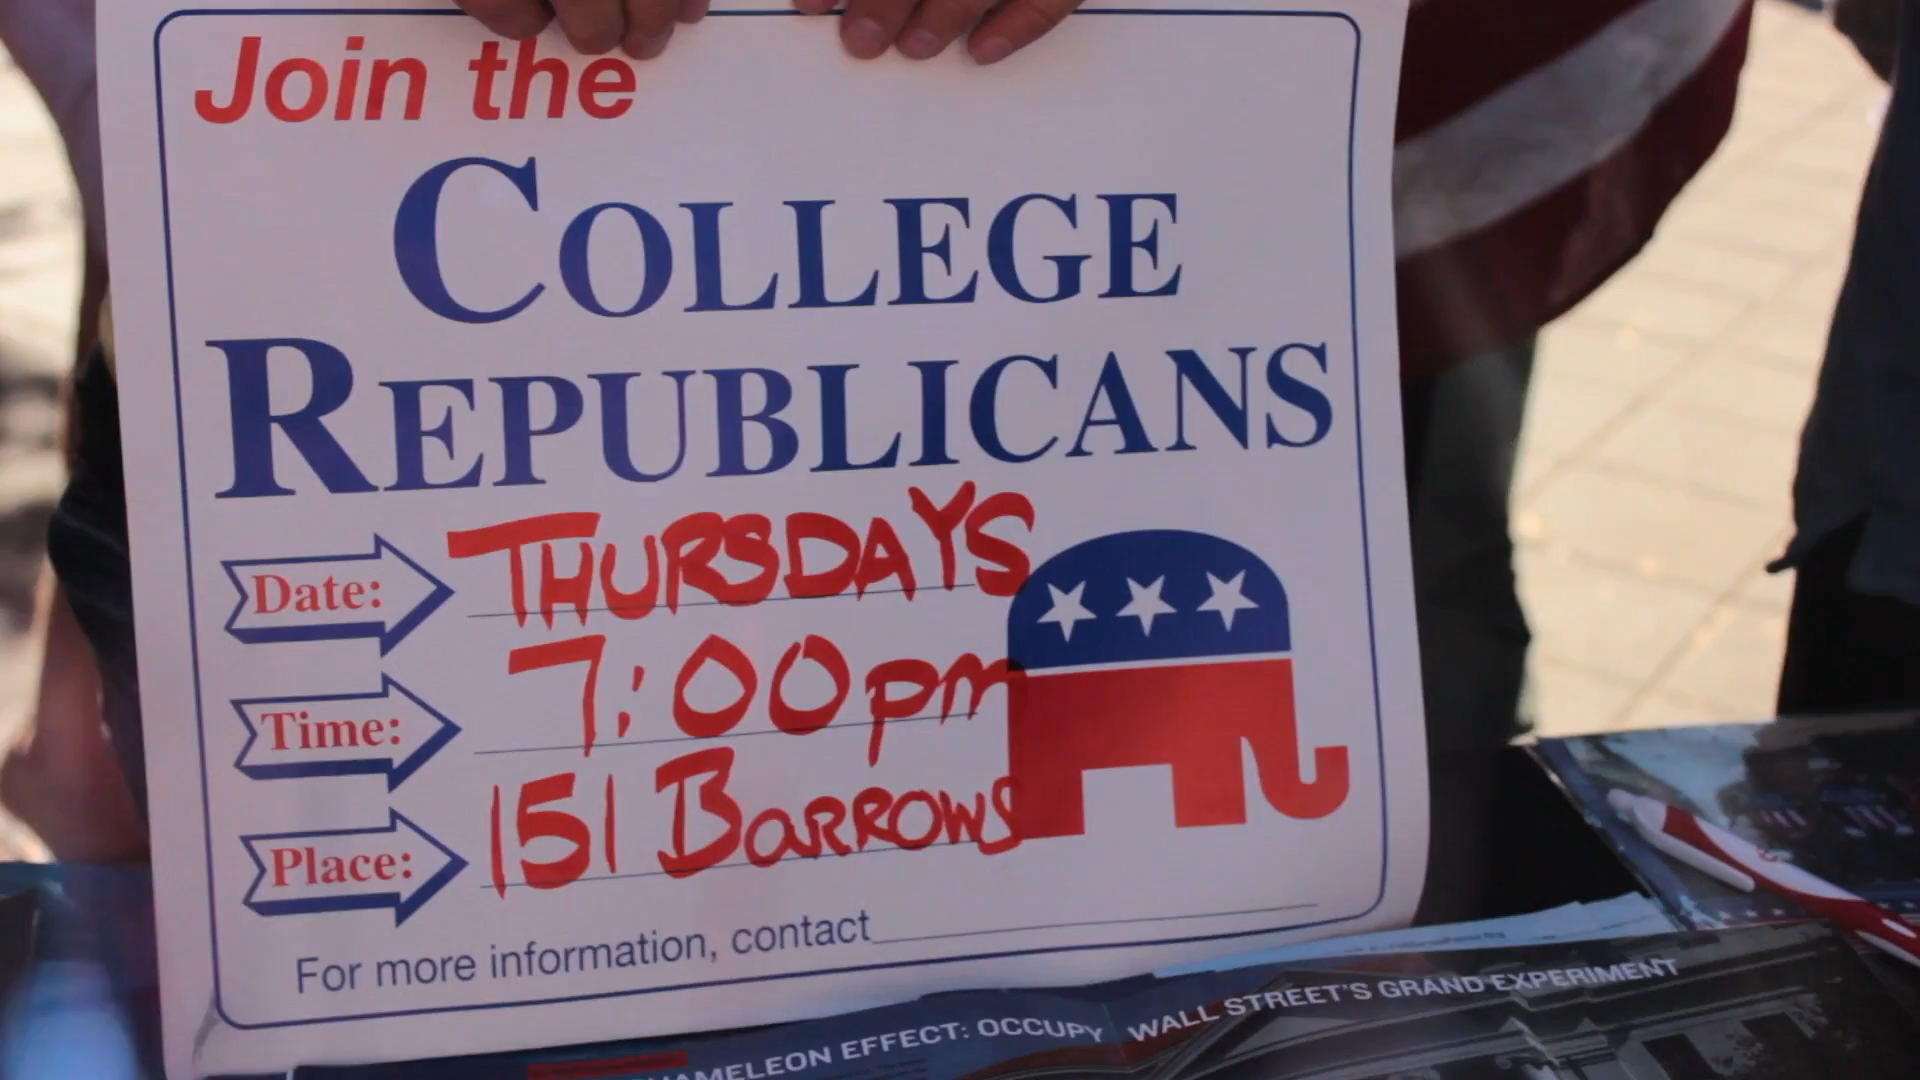 Join the
COLLEGE
REPUBLICANS
Date: THURSDAYS
Time: 7:00pm
Place: 151 BARROWS
For more information, contact
EFFECT: OCCUPY WALL STREET'S GRAND EXPERIMENT